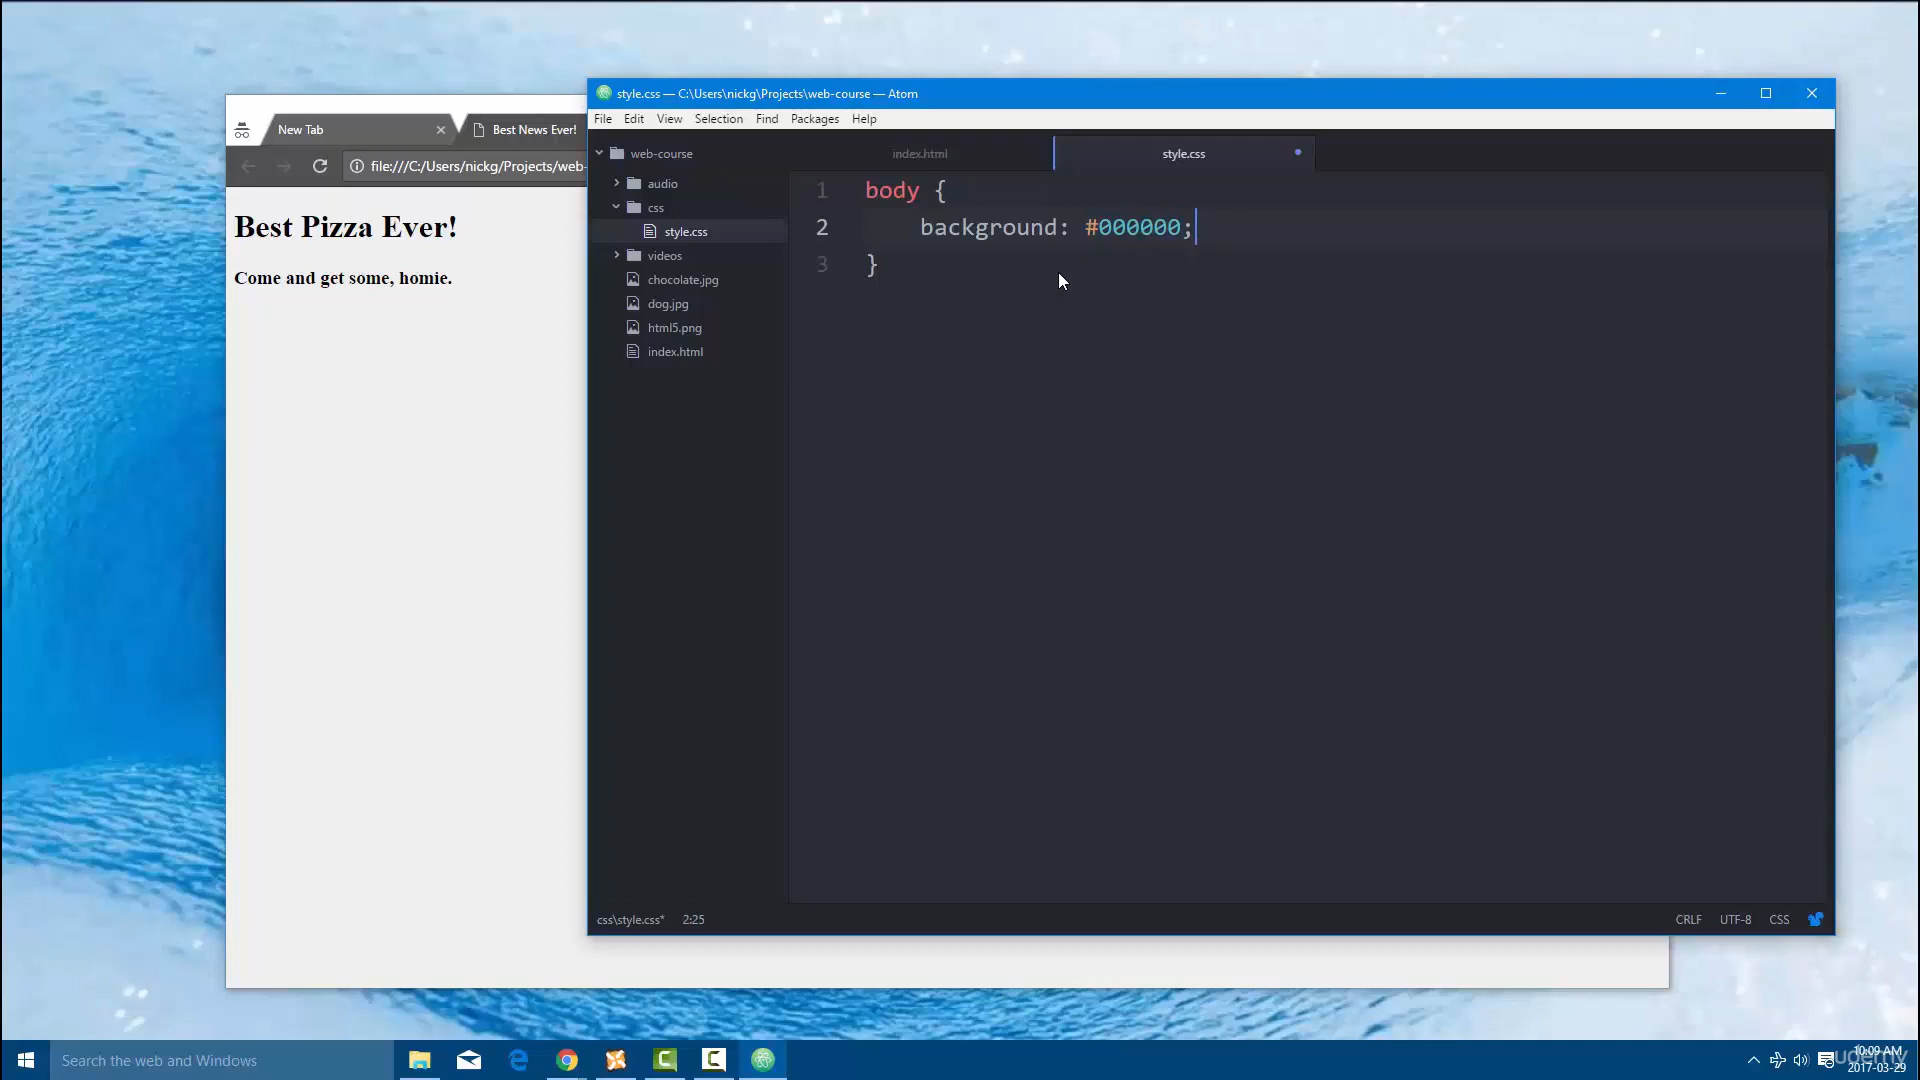 style.css — C:\Users\nickg\Projects\web-course — Atom
File Edit View Selection Find Packages Help
New Tab
Best News Ever!
file:///C:/Users/nickg/Projects/web-
Best Pizza Ever!
Come and get some, homie.
web-course
audio
css
style.css
videos
chocolate.jpg
dog.jpg
html5.png
index.html
index.html
style.css
1 body {
2 background: #000000;
3 }
css\style.css* 2:25
CRLF UTF-8 CSS
Search the web and Windows
10:09 AM
2017-03-29
udemy